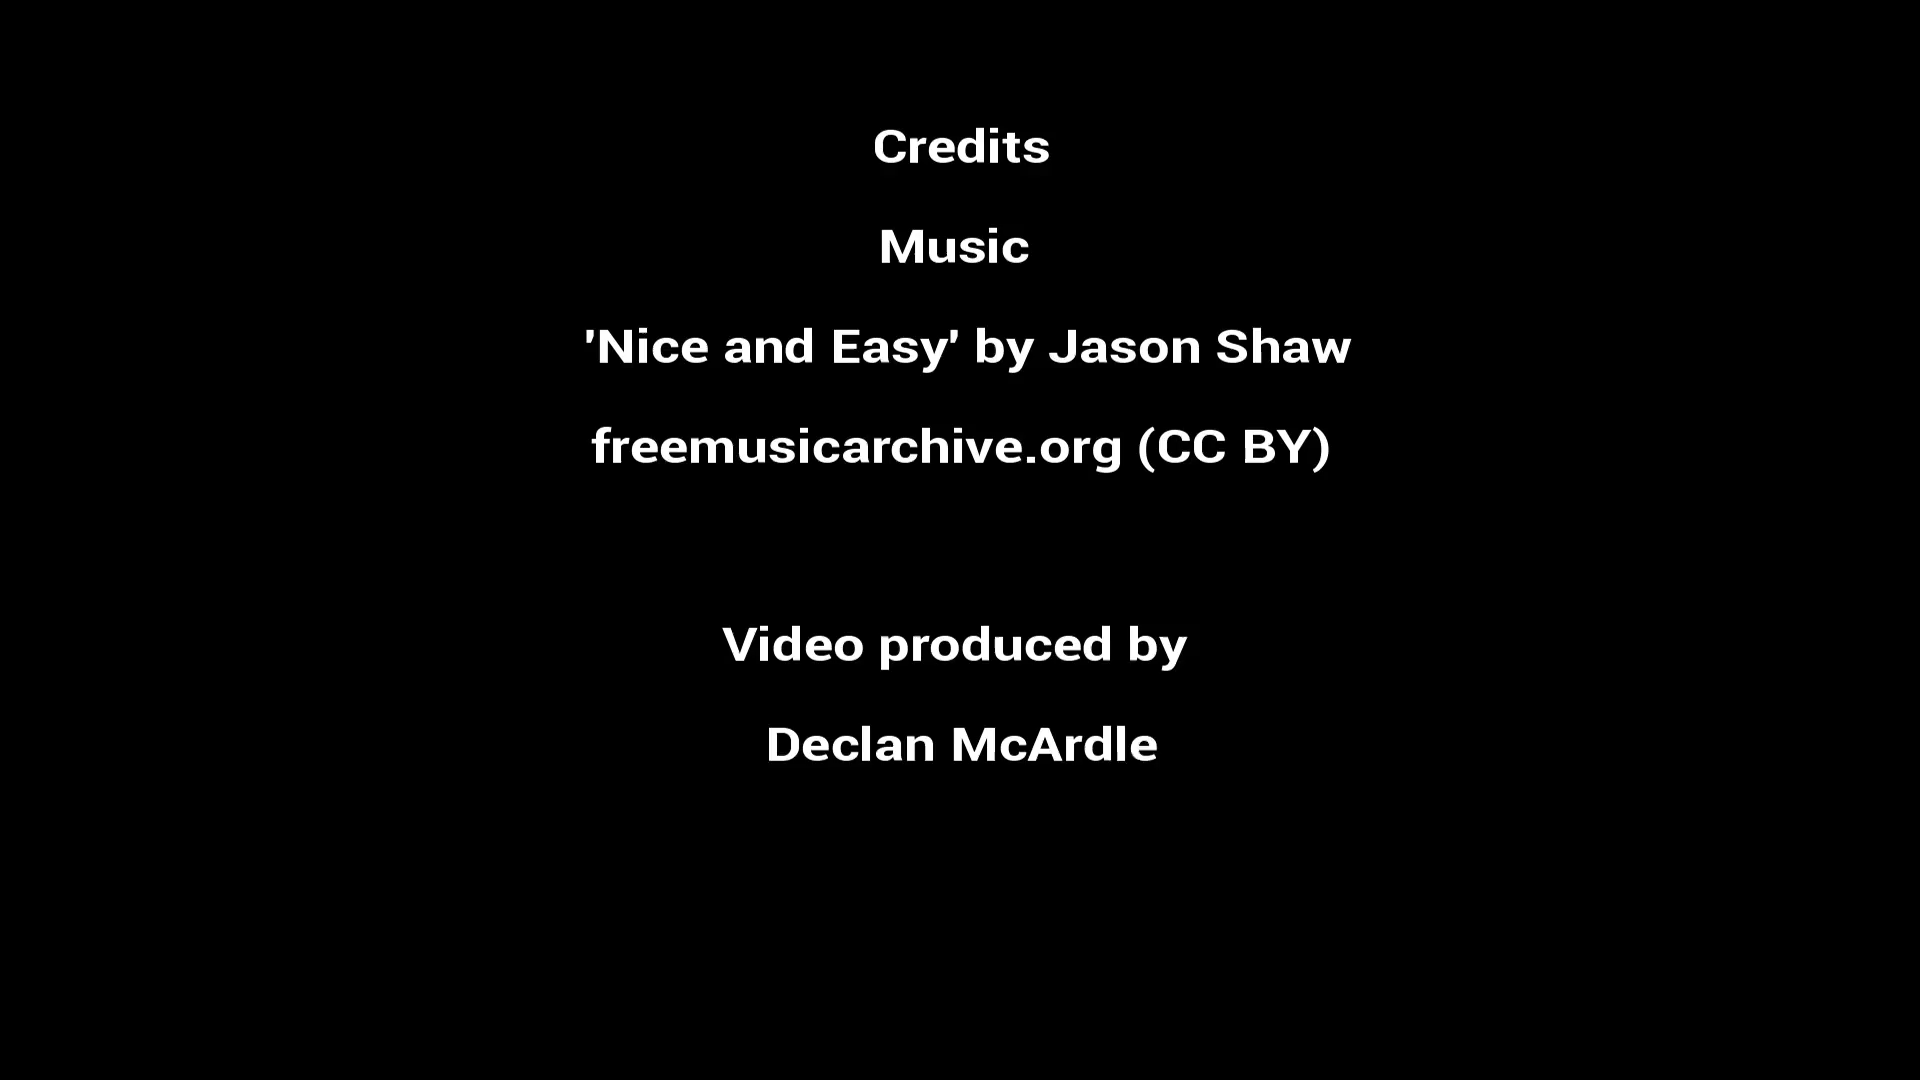 Credits
Music
'Nice and Easy' by Jason Shaw
freemusicarchive.org (CC BY)
Video produced by
Declan McArdle